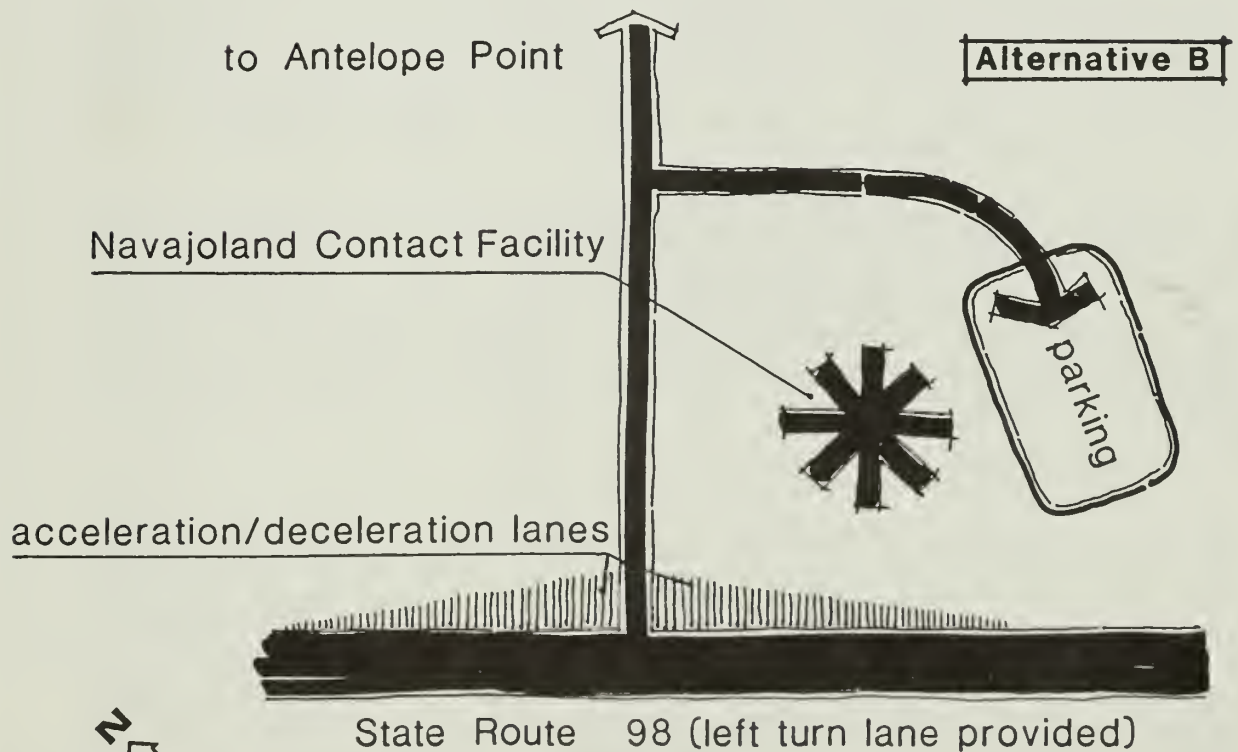 to Antelope Point
Alternative B
Navajoland Contact Facility
parking
acceleration/deceleration lanes
State Route 98 (left turn lane provided)
N